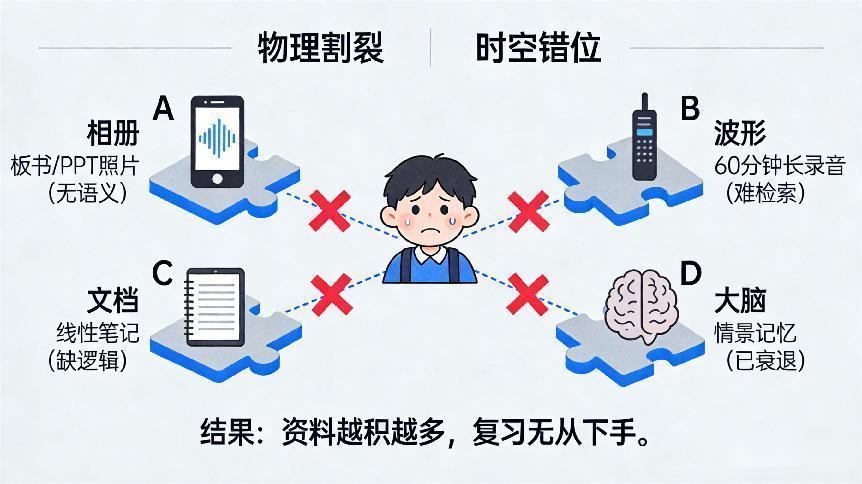 物理割裂
时空错位
A
相册
板书/PPT照片
（无语义）
B
波形
60分钟长录音
（难检索）
C
文档
线性笔记
（缺逻辑）
D
大脑
情景记忆
（已衰退）
结果：资料越积越多，复习无从下手。